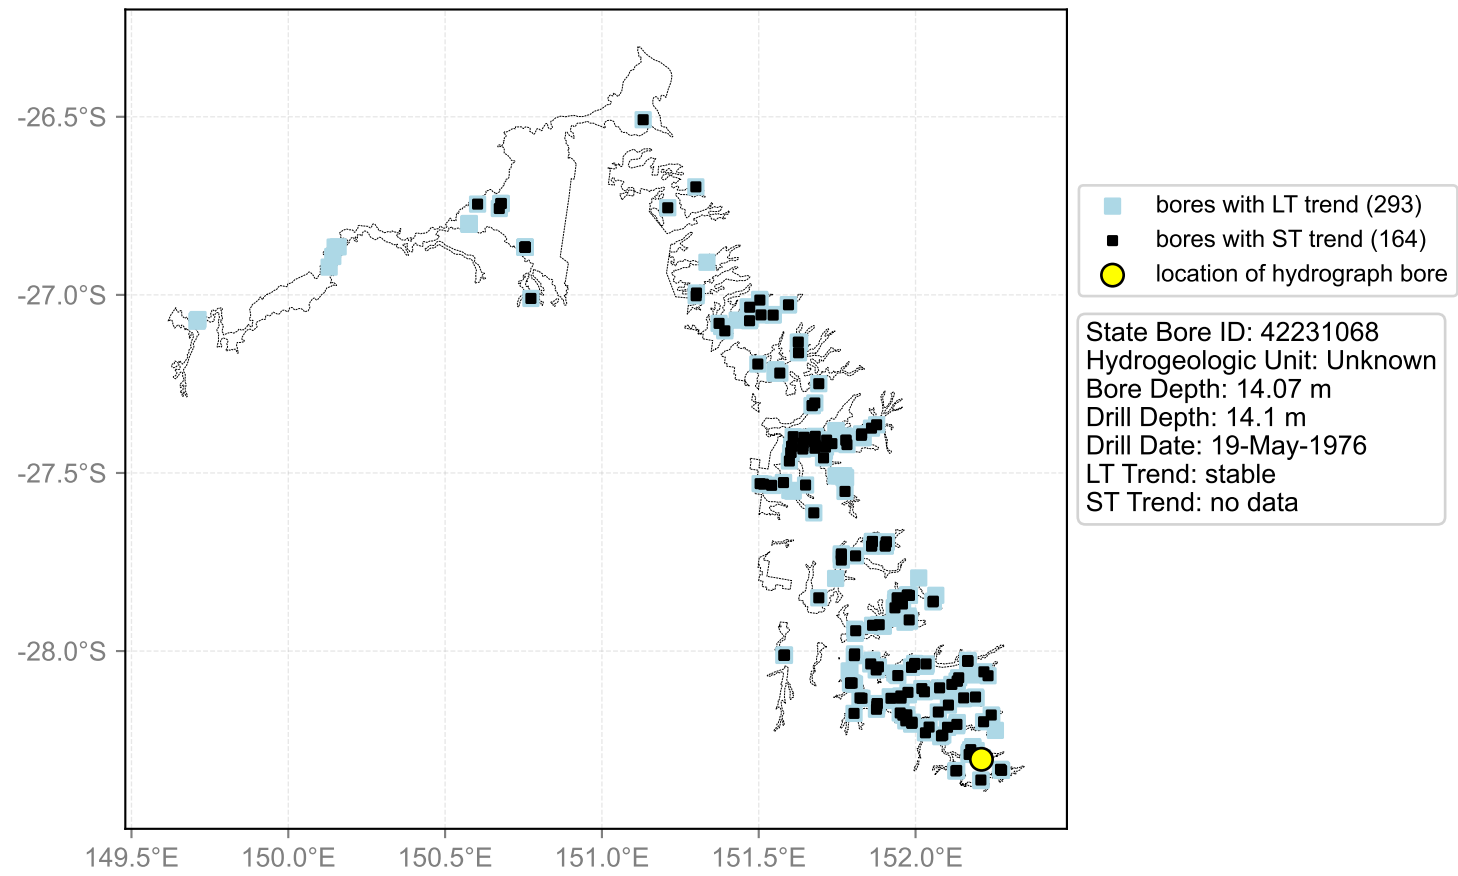 -26.5°S
-27.0°S
-27.5°S
-28.0°S
149.5°E
150.0°E
150.5°E
151.0°E
151.5°E
152.0°E
bores with LT trend (293)
bores with ST trend (164)
location of hydrograph bore
State Bore ID: 42231068
Hydrogeologic Unit: Unknown
Bore Depth: 14.07 m
Drill Depth: 14.1 m
Drill Date: 19-May-1976
LT Trend: stable
ST Trend: no data